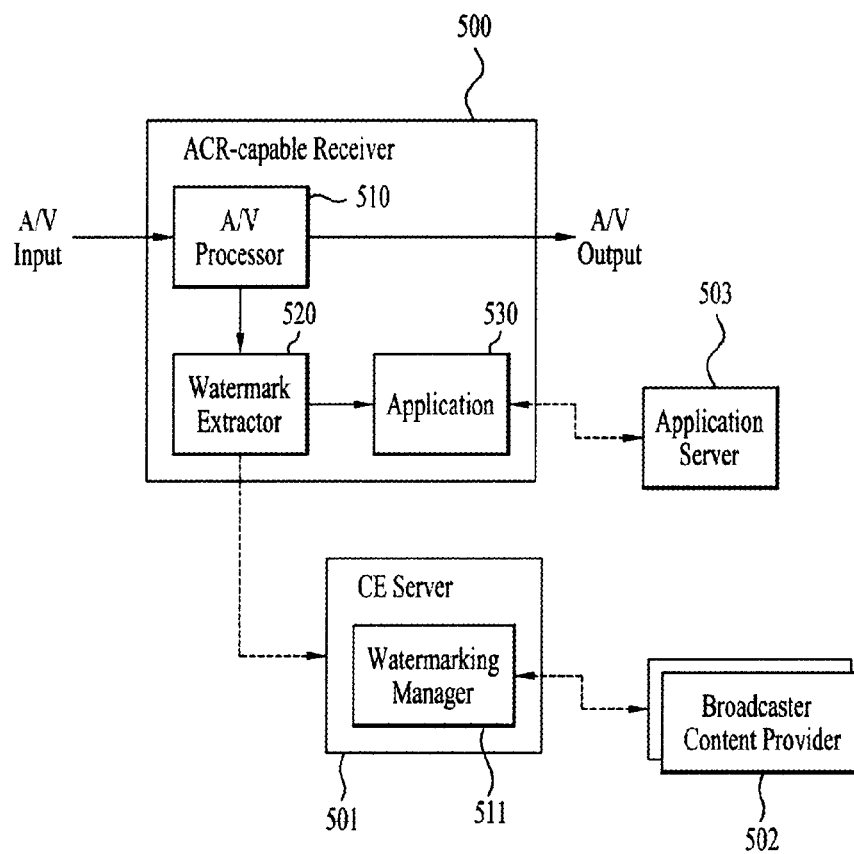 500
ACR-capable Receiver
510
A/V
Input
A/V
Processor
A/V
Output
520
530
503
Watermark
Extractor
Application
Application
Server
CE Server
Watermarking
Manager
Broadcaster
Content Provider
501
511
502